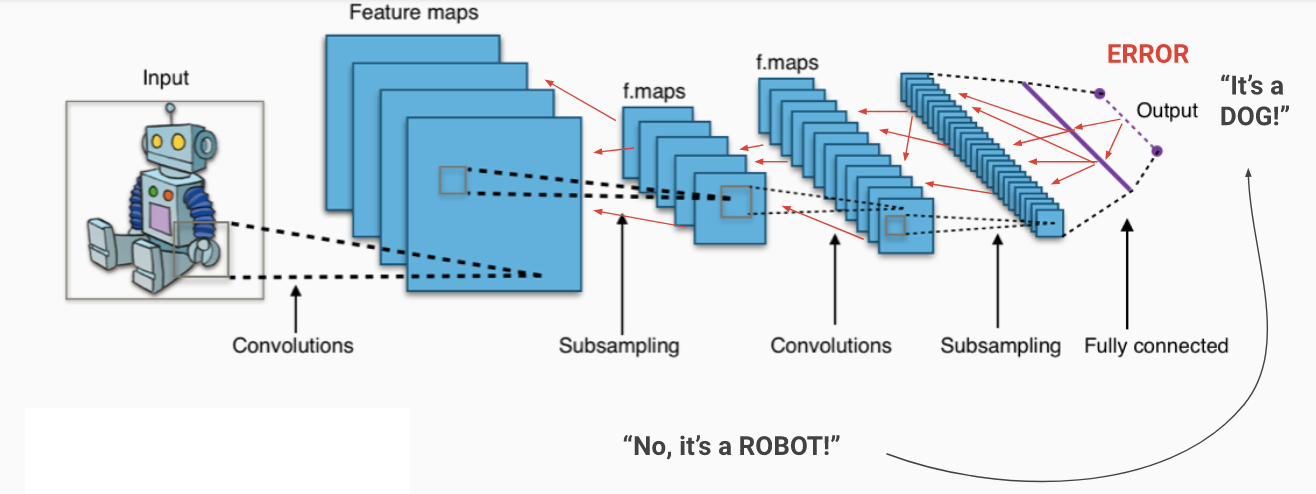 Feature maps
Input
f.maps
f.maps
ERROR
Output
“It’s a
DOG!”
Convolutions
Subsampling
Convolutions
Subsampling
Fully connected
“No, it’s a ROBOT!”